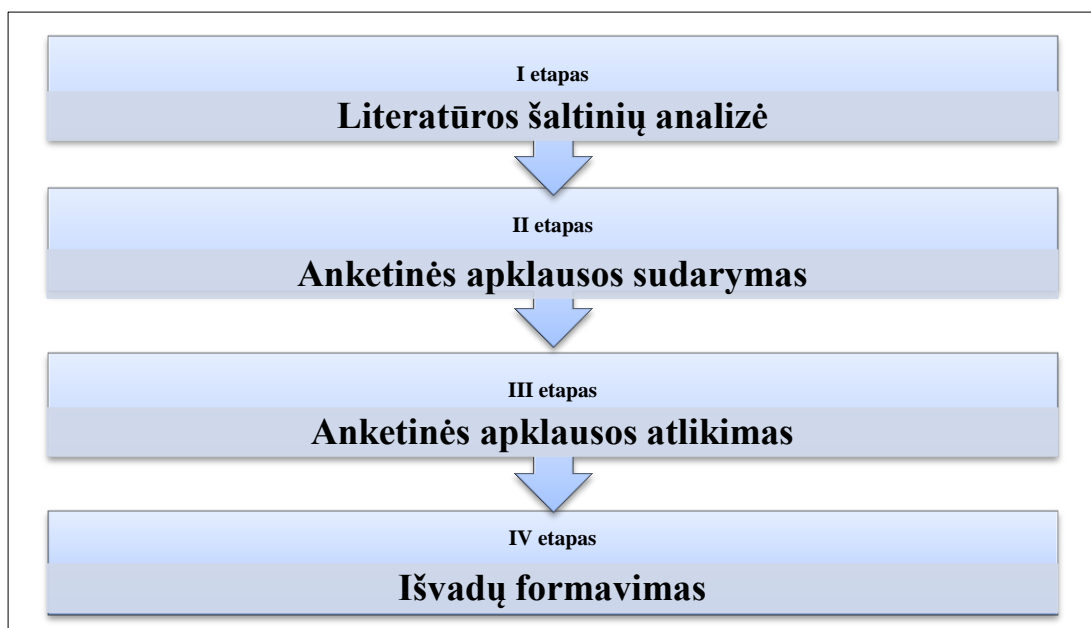 I etapas
Literatūros šaltinių analizė
II etapas
Anketinės apklausos sudarymas
III etapas
Anketinės apklausos atlikimas
IV etapas
Išvadų formavimas